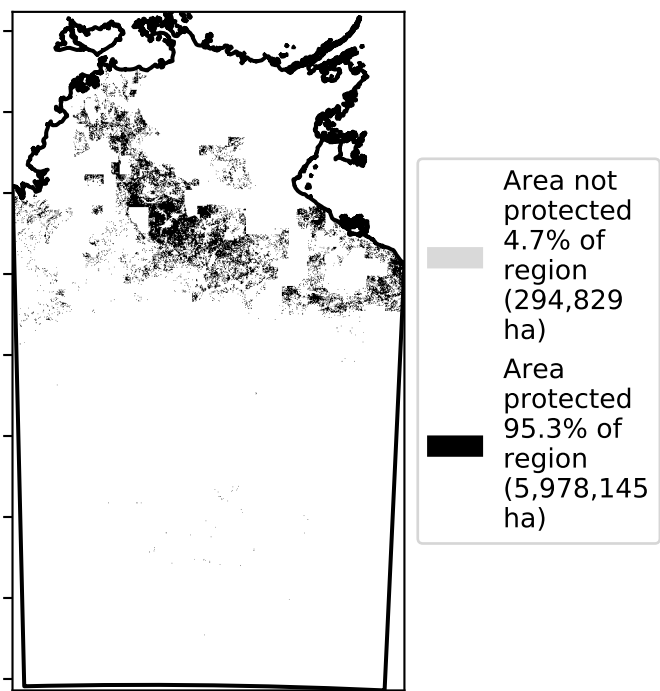 Area not
protected
4.7% of
region
(294,829
ha)
Area
protected
95.3% of
region
(5,978,145
ha)